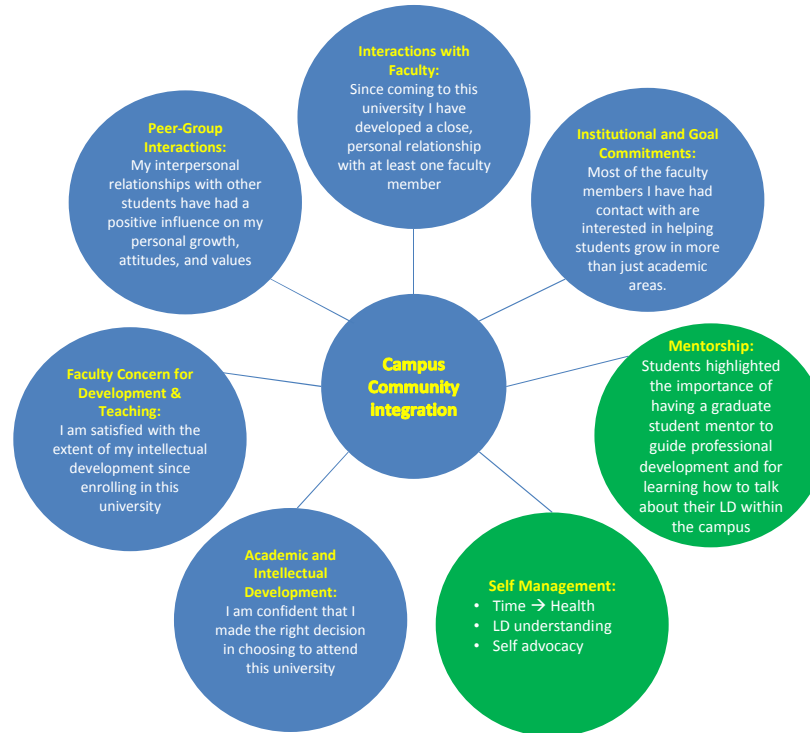 Interactions with
Faculty:
Since coming to this
university I have
developed a close,
personal relationship
with at least one faculty
member
Peer-Group
Interactions:
My interpersonal
relationships with other
students have had a
positive influence on my
personal growth,
attitudes, and values
Institutional and Goal
Commitments:
Most of the faculty
members I have had
contact with are
interested in helping
students grow in more
than just academic
areas.
Campus
Community
integration
Mentorship:
Students highlighted
the importance of
having a graduate
student mentor to
guide professional
development and for
learning how to talk
about their LD within
the campus
Faculty Concern for
Development &
Teaching:
I am satisfied with the
extent of my intellectual
development since
enrolling in this
university
Academic and
Intellectual
Development:
I am confident that I
made the right decision
in choosing to attend
this university
Self Management:
• Time → Health
• LD understanding
• Self advocacy